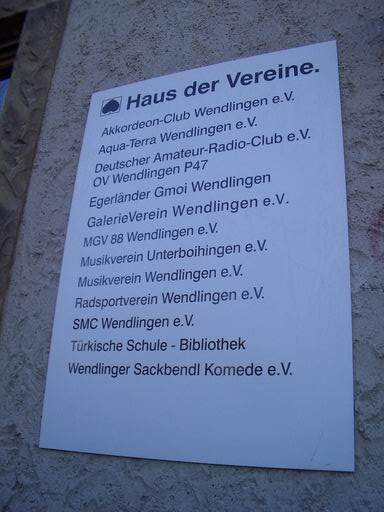 Haus der Vereine.
Akkordeon-Club Wendlingen e.V.
Aqua-Terra Wendlingen e.V.
Deutscher Amateur-Radio-Club e.V.
OV Wendlingen P47
Egerländer Gmoi Wendlingen
GalerieVerein Wendlingen e.V.
MGV 88 Wendlingen e.V.
Musikverein Unterboihingen e.V.
Musikverein Wendlingen e.V.
Radsportverein Wendlingen e.V.
SMC Wendlingen e.V.
Türkische Schule - Bibliothek
Wendlinger Sackbendl Komede e.V.